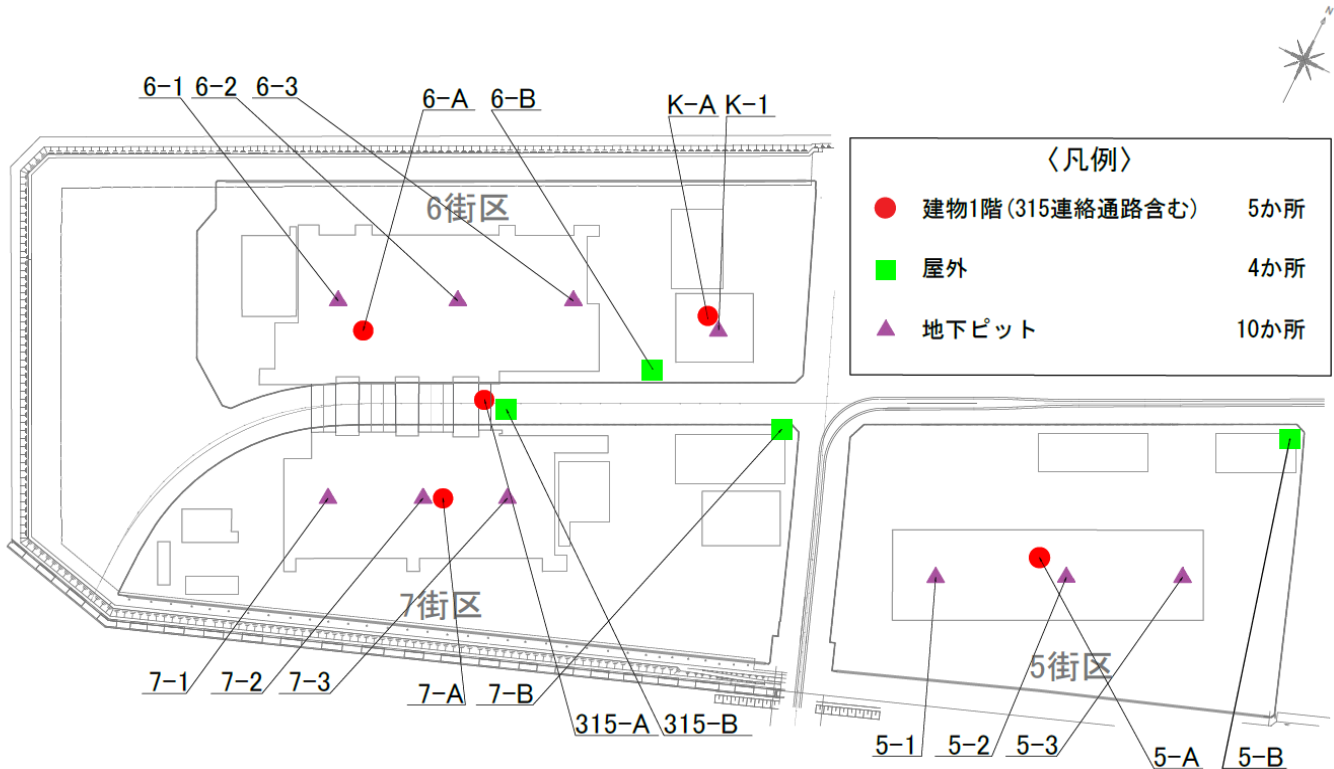 N
6-1 6-2 6-3 6-A 6-B K-A K-1
〈凡例〉
建物1階(315連絡通路含む) 5か所
屋外 4か所
地下ピット 10か所
6街区
7街区
5街区
7-1 7-2 7-3 7-A 7-B
315-A 315-B
5-1 5-2 5-3 5-A 5-B